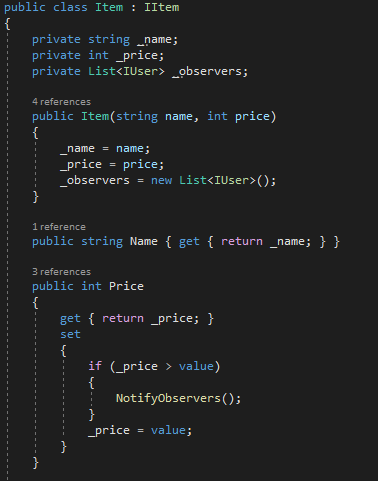 public class Item : IItem
{
private string _name;
private int _price;
private List<IUser> _observers;
4 references
public Item(string name, int price)
{
_name = name;
_price = price;
_observers = new List<IUser>();
}
1 reference
public string Name { get { return _name; } }
3 references
public int Price
{
get { return _price; }
set
{
if (_price > value)
{
NotifyObservers();
}
_price = value;
}
}